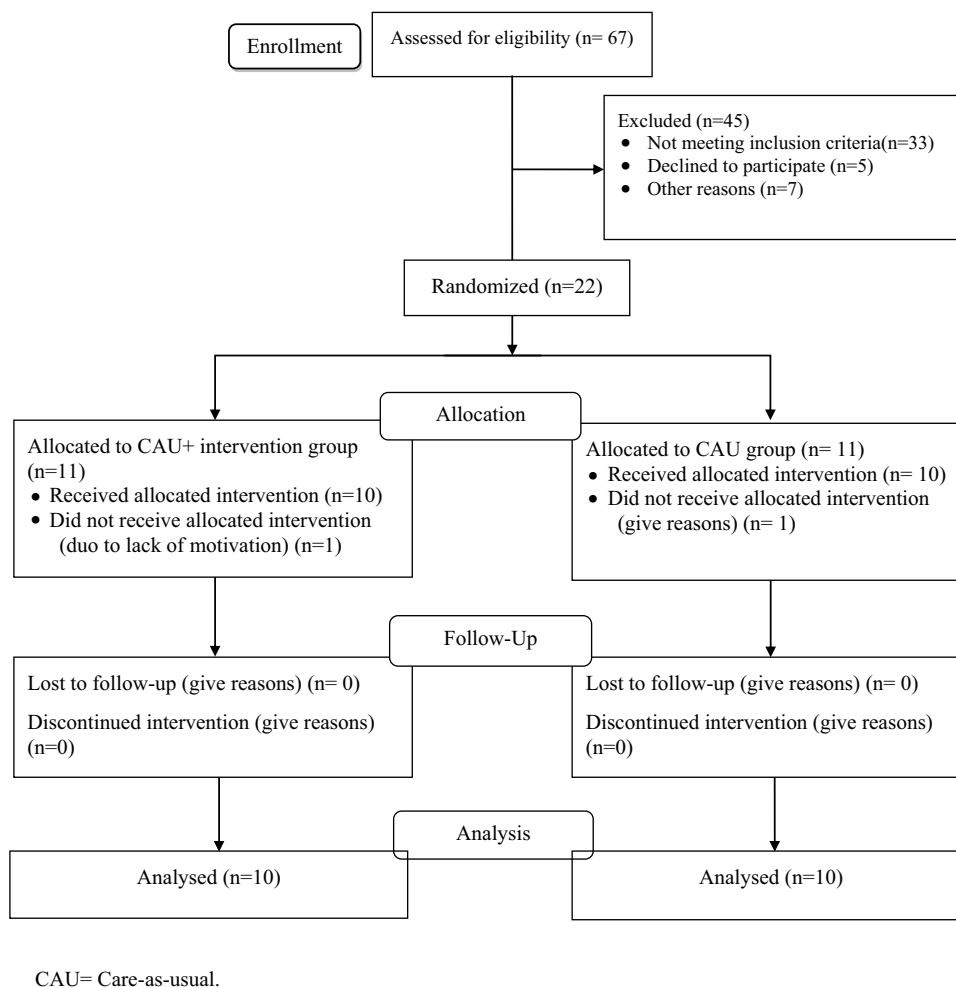 Enrollment
Assessed for eligibility (n= 67)
Excluded (n=45)
• Not meeting inclusion criteria(n=33)
• Declined to participate (n=5)
• Other reasons (n=7)
Randomized (n=22)
Allocation
Allocated to CAU+ intervention group
(n=11)
• Received allocated intervention (n=10)
• Did not receive allocated intervention
(duo to lack of motivation) (n=1)
Allocated to CAU group (n= 11)
• Received allocated intervention (n= 10)
• Did not receive allocated intervention
(give reasons) (n= 1)
Follow-Up
Lost to follow-up (give reasons) (n= 0)
Discontinued intervention (give reasons)
(n=0)
Lost to follow-up (give reasons) (n= 0)
Discontinued intervention (give reasons)
(n=0)
Analysis
Analysed (n=10)
Analysed (n=10)
CAU= Care-as-usual.